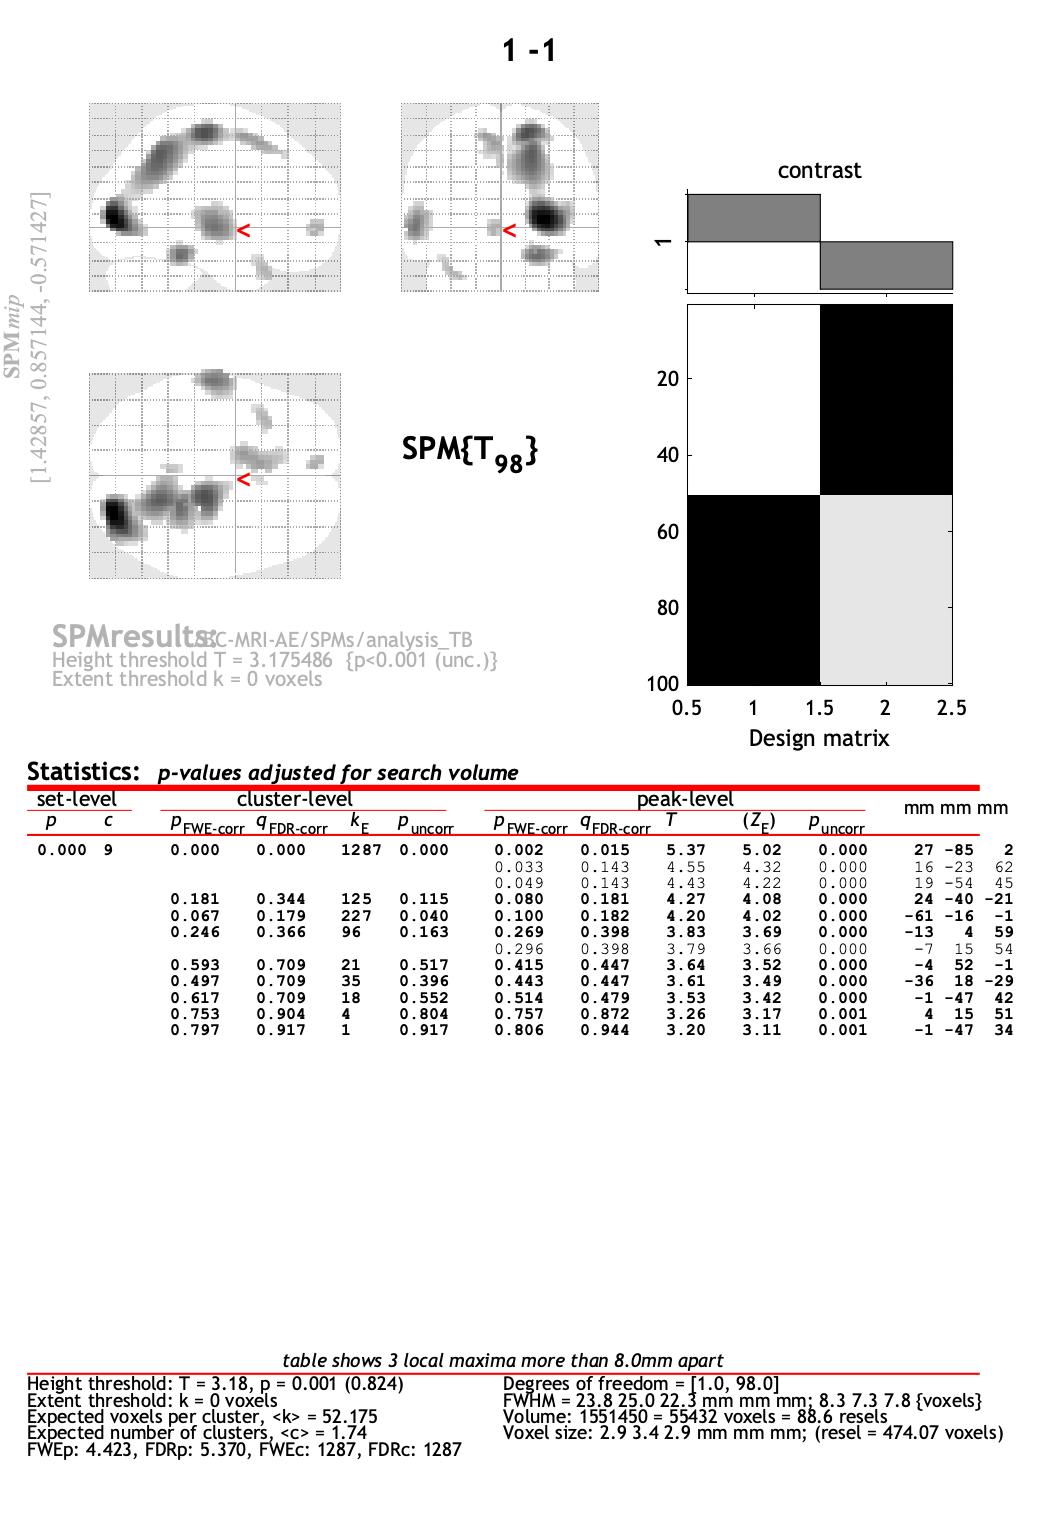 1 -1
contrast
1
SPMmip
[1.42857, 0.857144, -0.571427]
<
<
<
SPM{T98}
20
40
60
80
100
0.5 1 1.5 2 2.5
Design matrix
SPMresults: -MRI-AE/SPMs/analysis_TB
Height threshold T = 3.175486 {p<0.001 (unc.)}
Extent threshold k = 0 voxels
Statistics: p-values adjusted for search volume
set-level cluster-level peak-level mm mm mm
p c pFWE-corr qFDR-corr kE puncorr pFWE-corr qFDR-corr T (ZE) puncorr
0.000 9 0.000 0.000 1287 0.000 0.002 0.015 5.37 5.02 0.000 27 -85 2
0.033 0.143 4.55 4.32 0.000 16 -23 62
0.049 0.143 4.43 4.22 0.000 19 -54 45
0.181 0.344 125 0.115 0.080 0.181 4.27 4.08 0.000 24 -40 -21
0.067 0.179 227 0.040 0.100 0.182 4.20 4.02 0.000 -61 -16 -1
0.246 0.366 96 0.163 0.269 0.398 3.83 3.69 0.000 -13 4 59
0.296 0.398 3.79 3.66 0.000 -7 15 54
0.593 0.709 21 0.517 0.415 0.447 3.64 3.52 0.000 -4 52 -1
0.497 0.709 35 0.396 0.443 0.447 3.61 3.49 0.000 -36 18 -29
0.617 0.709 18 0.552 0.514 0.479 3.53 3.42 0.000 -1 -47 42
0.753 0.904 4 0.804 0.757 0.872 3.26 3.17 0.001 4 15 51
0.797 0.917 1 0.917 0.806 0.944 3.20 3.11 0.001 -1 -47 34
table shows 3 local maxima more than 8.0mm apart
Height threshold: T = 3.18, p = 0.001 (0.824)
Extent threshold: k = 0 voxels
Expected voxels per cluster, <k> = 52.175
Expected number of clusters, <c> = 1.74
FWEp: 4.423, FDRp: 5.370, FWEc: 1287, FDRc: 1287
Degrees of freedom = [1.0, 98.0]
FWHM = 23.8 25.0 22.3 mm mm mm; 8.3 7.3 7.8 {voxels}
Volume: 1551450 = 55432 voxels = 88.6 resels
Voxel size: 2.9 3.4 2.9 mm mm mm; (resel = 474.07 voxels)